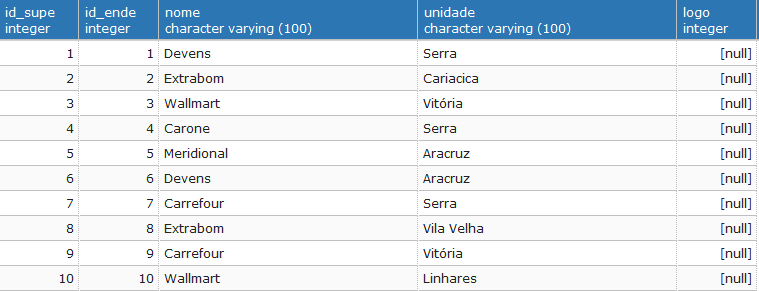 id_supe id_ende nome unidade logo
integer integer character varying (100) character varying (100) integer
1 1 Devens Serra [null]
2 2 Extrabom Cariacica [null]
3 3 Wallmart Vitória [null]
4 4 Carone Serra [null]
5 5 Meridional Aracruz [null]
6 6 Devens Aracruz [null]
7 7 Carrefour Serra [null]
8 8 Extrabom Vila Velha [null]
9 9 Carrefour Vitória [null]
10 10 Wallmart Linhares [null]